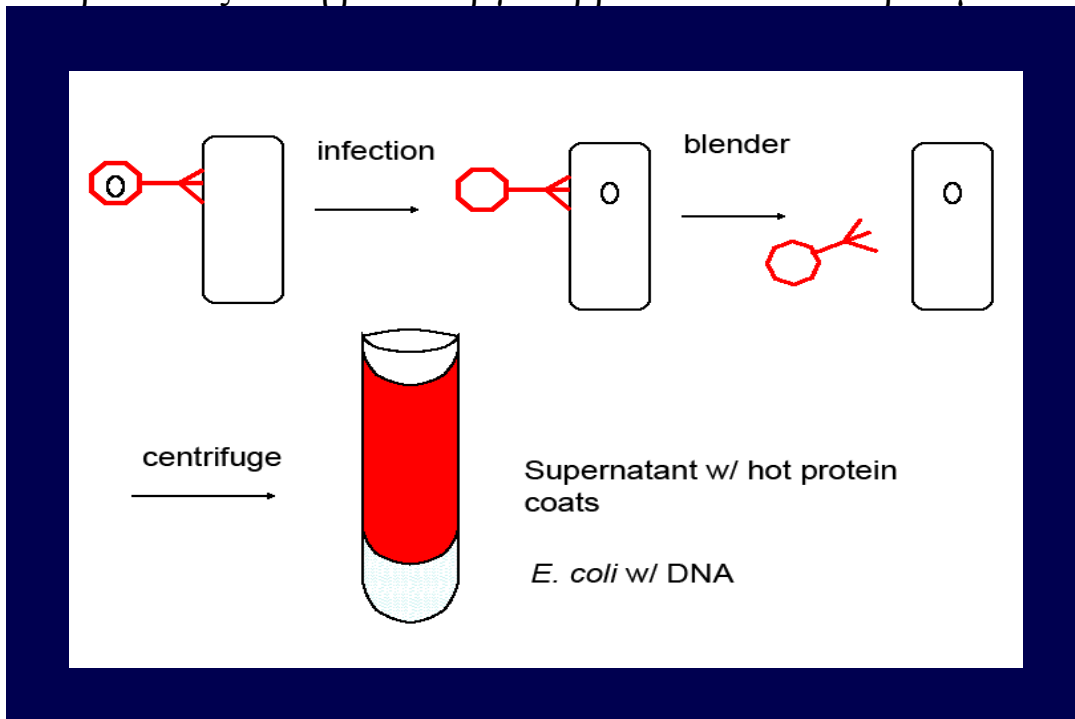 infection
blender
centrifuge
Supernatant w/ hot protein
coats
E. coli w/ DNA